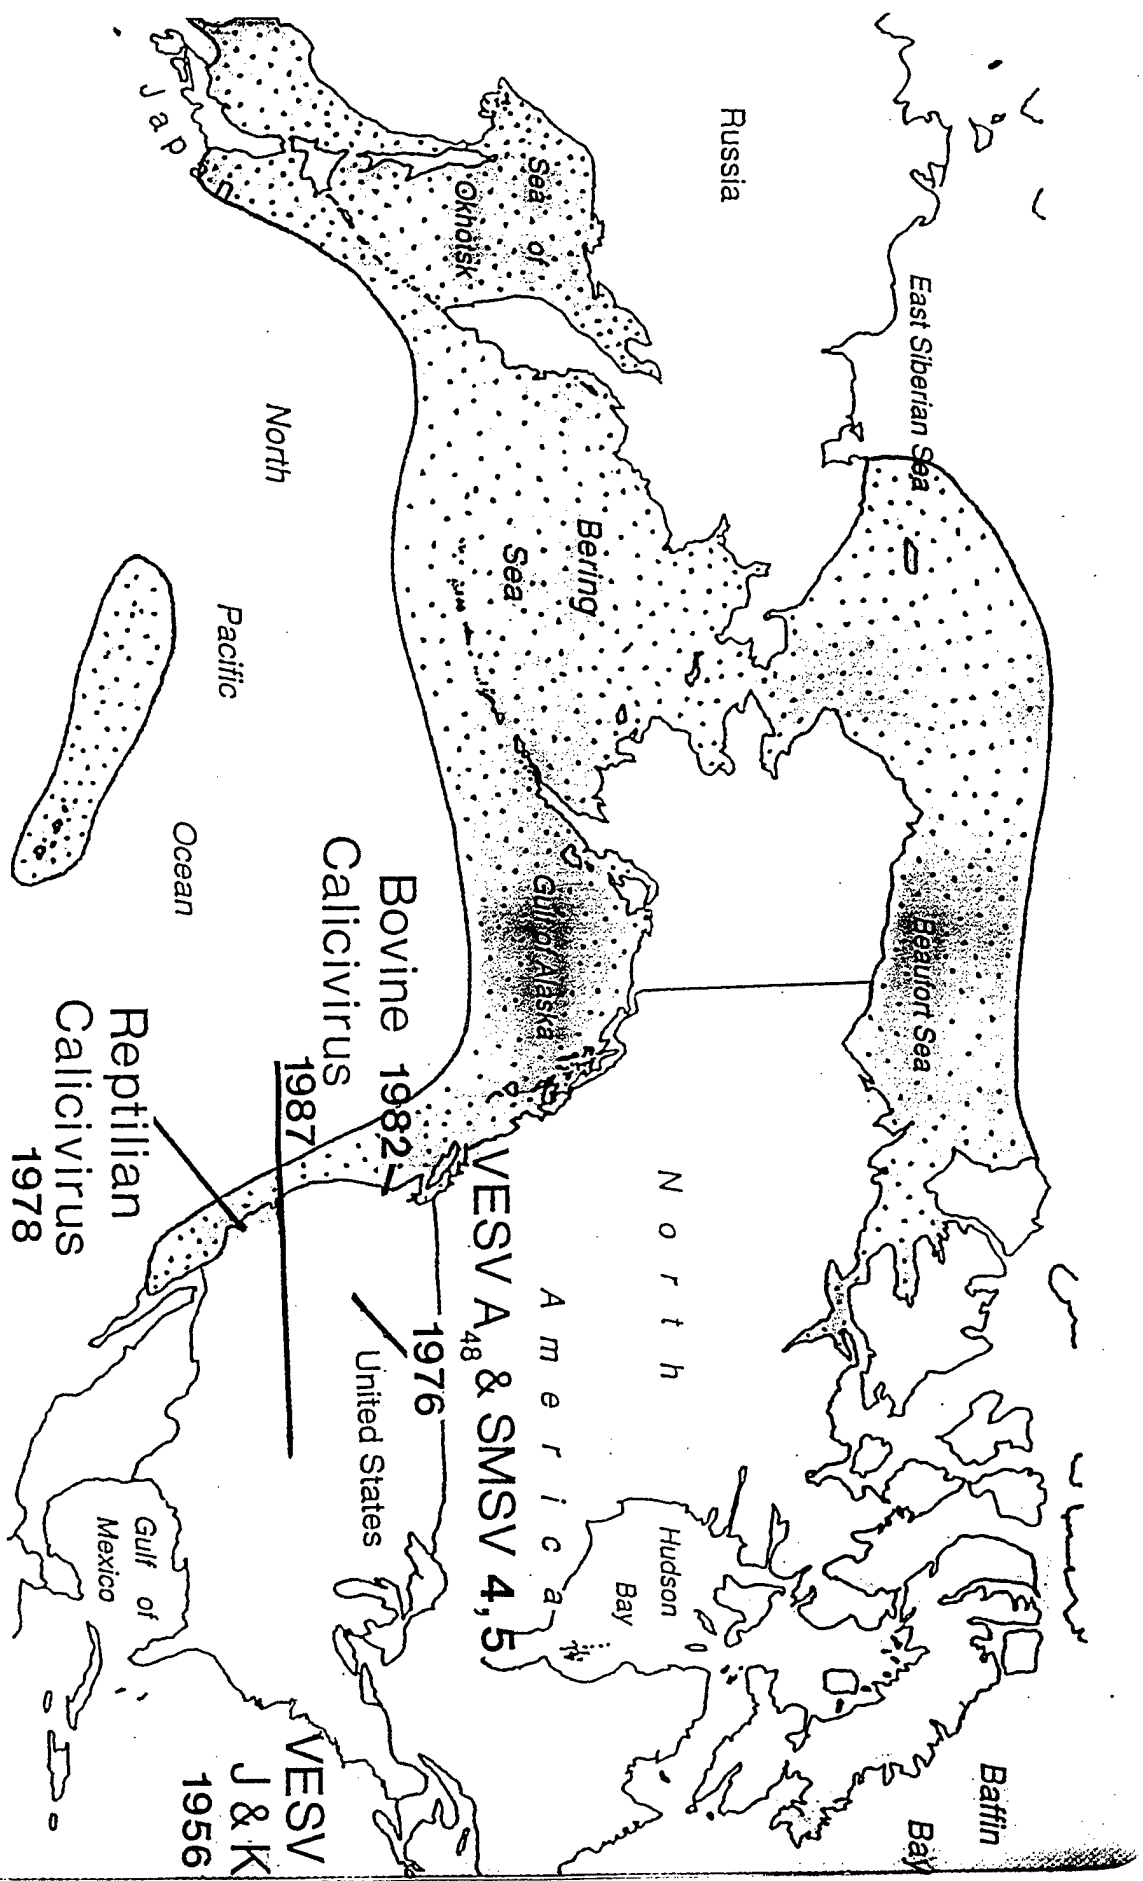 East Siberian Sea
Beaufort Sea
Baffin
Bay
Russia
Sea of
Okhotsk
Bering
Sea
Gulf of Alaska
North
America
Hudson
Bay
Japan
North
Pacific
Ocean
VESV A48 & SMSV 4,5
1976
United States
Bovine 1982
Calicivirus
1987
Reptilian
Calicivirus
1978
Gulf of
Mexico
VESV
J & K
1956